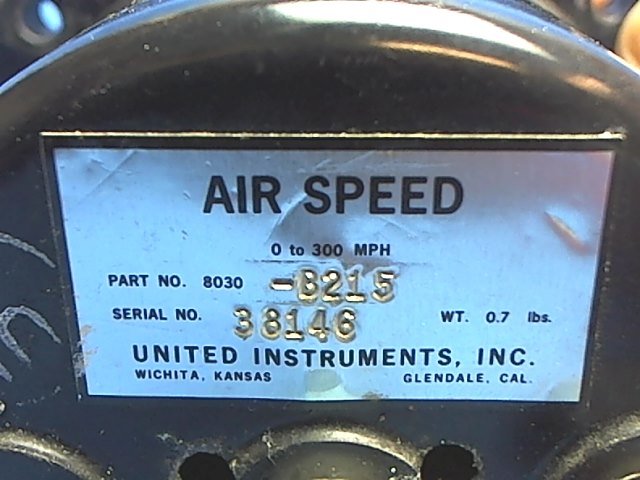 AIR SPEED
0 to 300 MPH
PART NO. 8030 -B215
SERIAL NO. 38146 WT. 0.7 lbs.
UNITED INSTRUMENTS, INC.
WICHITA, KANSAS GLENDALE, CAL.